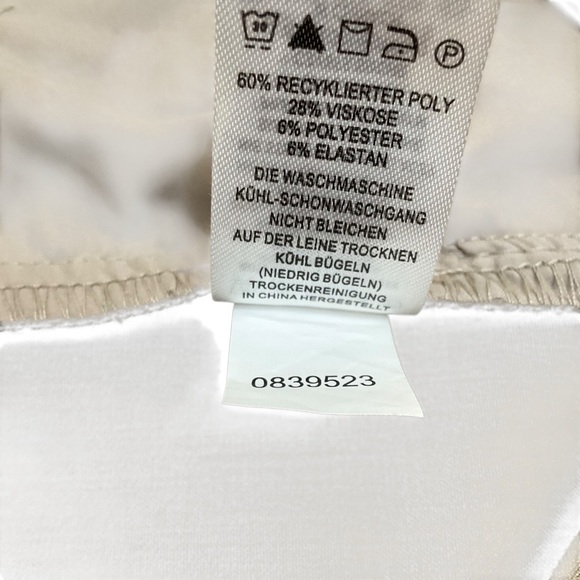 30
P
60% RECYKLIERTER POLY
28% VISKOSE
6% POLYESTER
6% ELASTAN
DIE WASCHMASCHINE
KÜHL-SCHONWASCHGANG
NICHT BLEICHEN
AUF DER LEINE TROCKNEN
KÜHL BÜGELN
(NIEDRIG BÜGELN)
TROCKENREINIGUNG
IN CHINA HERGESTELLT
0839523